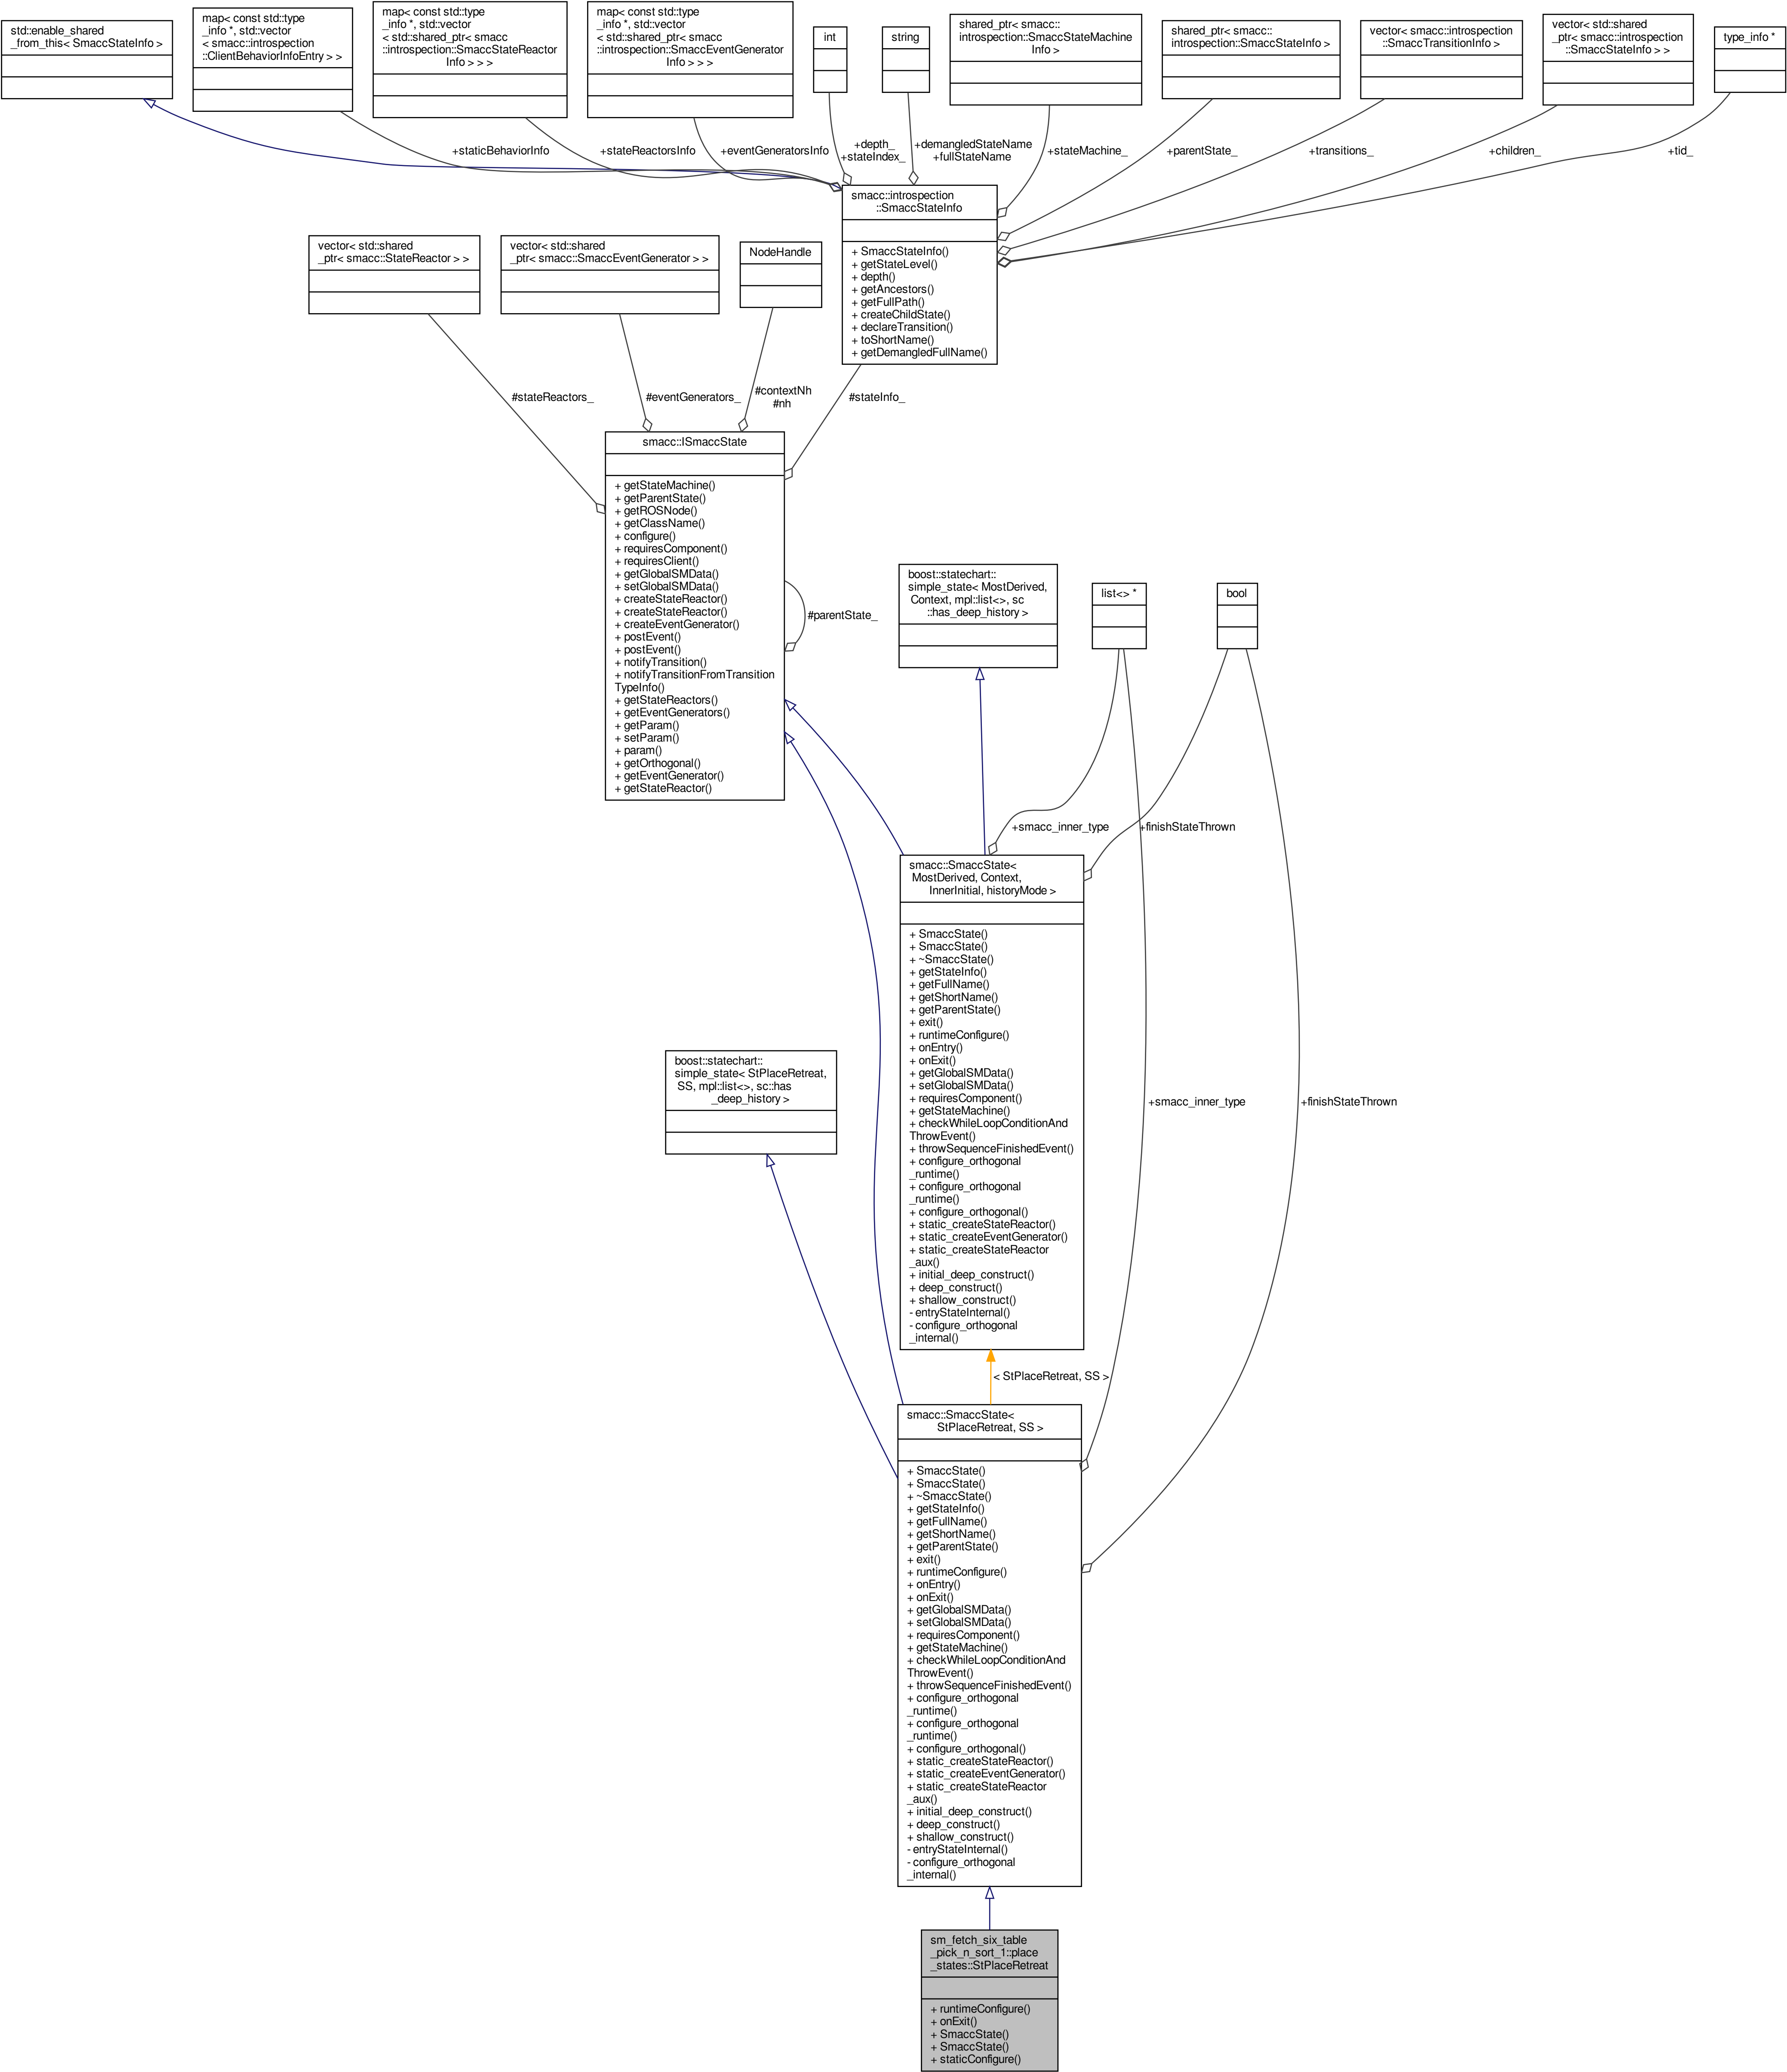 std::enable_shared
_from_this< SmaccStateInfo >
map< const std::type
_info *, std::vector
< smacc::introspection
::ClientBehaviorInfoEntry > >
map< const std::type
_info *, std::vector
< std::shared_ptr< smacc
::introspection::SmaccStateReactor
Info > > >
map< const std::type
_info *, std::vector
< std::shared_ptr< smacc
::introspection::SmaccEventGenerator
Info > > >
int
string
shared_ptr< smacc::
introspection::SmaccStateMachine
Info >
shared_ptr< smacc::
introspection::SmaccStateInfo >
vector< smacc::introspection
::SmaccTransitionInfo >
vector< std::shared
_ptr< smacc::introspection
::SmaccStateInfo > >
type_info *
+staticBehaviorInfo
+stateReactorsInfo
+eventGeneratorsInfo
+depth_
+stateIndex_
+demangledStateName
+fullStateName
+stateMachine_
+parentState_
+transitions_
+children_
+tid_
smacc::introspection
::SmaccStateInfo
+ SmaccStateInfo()
+ getStateLevel()
+ depth()
+ getAncestors()
+ getFullPath()
+ createChildState()
+ declareTransition()
+ toShortName()
+ getDemangledFullName()
vector< std::shared
_ptr< smacc::StateReactor > >
vector< std::shared
_ptr< smacc::SmaccEventGenerator > >
NodeHandle
#stateReactors_
#eventGenerators_
#contextNh
#nh
#stateInfo_
smacc::ISmaccState
+ getStateMachine()
+ getParentState()
+ getROSNode()
+ getClassName()
+ configure()
+ requiresComponent()
+ requiresClient()
+ getGlobalSMData()
+ setGlobalSMData()
+ createStateReactor()
+ createStateReactor()
+ createEventGenerator()
+ postEvent()
+ postEvent()
+ notifyTransition()
+ notifyTransitionFromTransition
TypeInfo()
+ getStateReactors()
+ getEventGenerators()
+ getParam()
+ setParam()
+ param()
+ getOrthogonal()
+ getEventGenerator()
+ getStateReactor()
#parentState_
boost::statechart::
simple_state< MostDerived,
Context, mpl::list<>, sc
::has_deep_history >
list<> *
bool
+smacc_inner_type
+finishStateThrown
smacc::SmaccState<
MostDerived, Context,
InnerInitial, historyMode >
+ SmaccState()
+ SmaccState()
+ ~SmaccState()
+ getStateInfo()
+ getFullName()
+ getShortName()
+ getParentState()
+ exit()
+ runtimeConfigure()
+ onEntry()
+ onExit()
+ getGlobalSMData()
+ setGlobalSMData()
+ requiresComponent()
+ getStateMachine()
+ checkWhileLoopConditionAnd
ThrowEvent()
+ throwSequenceFinishedEvent()
+ configure_orthogonal
_runtime()
+ configure_orthogonal
_runtime()
+ configure_orthogonal()
+ static_createStateReactor()
+ static_createEventGenerator()
+ static_createStateReactor
_aux()
+ initial_deep_construct()
+ deep_construct()
+ shallow_construct()
- entryStateInternal()
- configure_orthogonal
_internal()
boost::statechart::
simple_state< StPlaceRetreat,
SS, mpl::list<>, sc::has
_deep_history >
+smacc_inner_type
+finishStateThrown
< StPlaceRetreat, SS >
smacc::SmaccState<
StPlaceRetreat, SS >
+ SmaccState()
+ SmaccState()
+ ~SmaccState()
+ getStateInfo()
+ getFullName()
+ getShortName()
+ getParentState()
+ exit()
+ runtimeConfigure()
+ onEntry()
+ onExit()
+ getGlobalSMData()
+ setGlobalSMData()
+ requiresComponent()
+ getStateMachine()
+ checkWhileLoopConditionAnd
ThrowEvent()
+ throwSequenceFinishedEvent()
+ configure_orthogonal
_runtime()
+ configure_orthogonal
_runtime()
+ configure_orthogonal()
+ static_createStateReactor()
+ static_createEventGenerator()
+ static_createStateReactor
_aux()
+ initial_deep_construct()
+ deep_construct()
+ shallow_construct()
- entryStateInternal()
- configure_orthogonal
_internal()
sm_fetch_six_table
_pick_n_sort_1::place
_states::StPlaceRetreat
+ runtimeConfigure()
+ onExit()
+ SmaccState()
+ SmaccState()
+ staticConfigure()